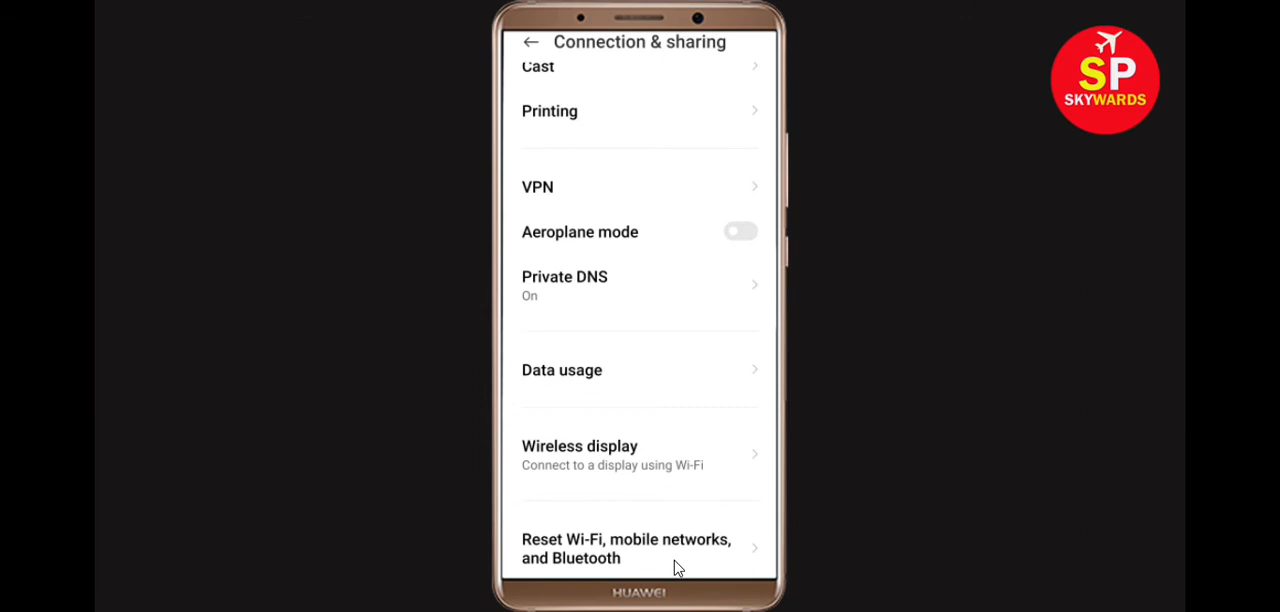 Connection & sharing
Cast
Printing
VPN
Aeroplane mode
Private DNS
On
Data usage
Wireless display
Connect to a display using Wi-Fi
Reset Wi-Fi, mobile networks,
and Bluetooth
HUAWEI
SP
SKYWARDS